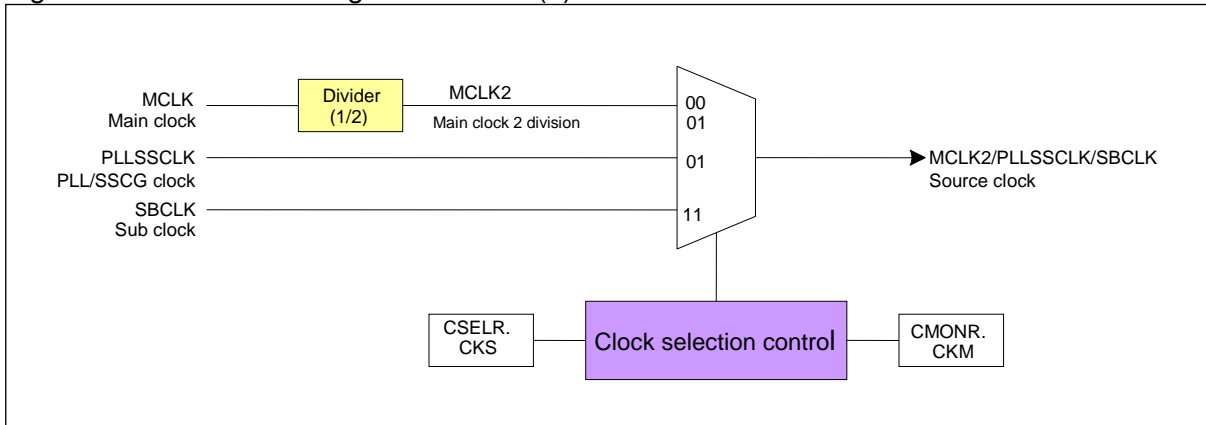 MCLK
Main clock
Divider
(1/2)
MCLK2
Main clock 2 division
00
01
PLLSSCLK
PLL/SSCG clock
01
MCLK2/PLLSSCLK/SBCLK
Source clock
SBCLK
Sub clock
11
CSELR.
CKS
Clock selection control
CMONR.
CKM